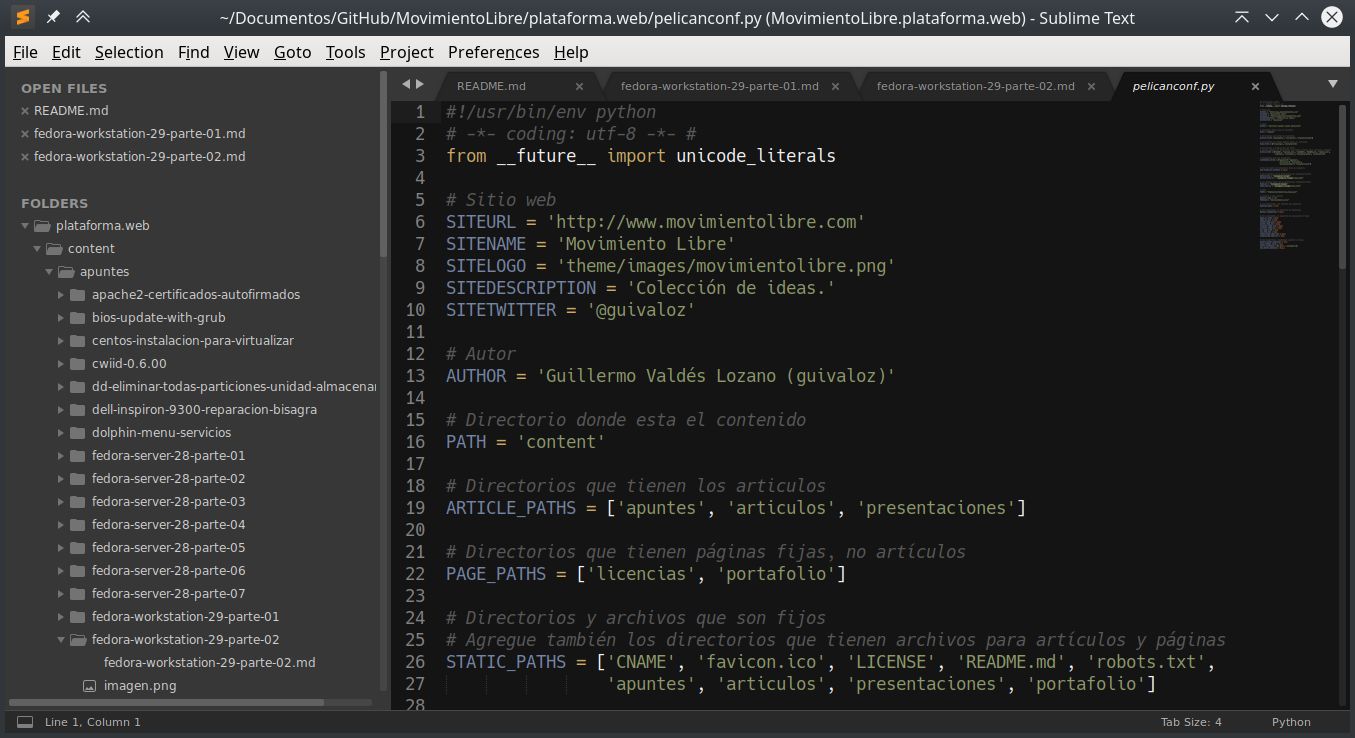 ~/Documentos/GitHub/MovimientoLibre/plataforma.web/pelicanconf.py (MovimientoLibre.plataforma.web) - Sublime Text
File Edit Selection Find View Goto Tools Project Preferences Help
OPEN FILES
README.md
fedora-workstation-29-parte-01.md
fedora-workstation-29-parte-02.md
FOLDERS
plataforma.web
content
apuntes
apache2-certificados-autofirmados
bios-update-with-grub
centos-instalacion-para-virtualizar
cwiid-0.6.00
dd-eliminar-todas-particiones-unidad-almacenar
dell-inspiron-9300-reparacion-bisagra
dolphin-menu-servicios
fedora-server-28-parte-01
fedora-server-28-parte-02
fedora-server-28-parte-03
fedora-server-28-parte-04
fedora-server-28-parte-05
fedora-server-28-parte-06
fedora-server-28-parte-07
fedora-workstation-29-parte-01
fedora-workstation-29-parte-02
fedora-workstation-29-parte-02.md
imagen.png
README.md fedora-workstation-29-parte-01.md fedora-workstation-29-parte-02.md pelicanconf.py
1 #!/usr/bin/env python
2 # -*- coding: utf-8 -*- #
3 from __future__ import unicode_literals
4
5 # Sitio web
6 SITEURL = 'http://www.movimientolibre.com'
7 SITENAME = 'Movimiento Libre'
8 SITELOGO = 'theme/images/movimientolibre.png'
9 SITEDESCRIPTION = 'Colección de ideas.'
10 SITETWITTER = '@guivaloz'
11
12 # Autor
13 AUTHOR = 'Guillermo Valdés Lozano (guivaloz)'
14
15 # Directorio donde esta el contenido
16 PATH = 'content'
17
18 # Directorios que tienen los articulos
19 ARTICLE_PATHS = ['apuntes', 'articulos', 'presentaciones']
20
21 # Directorios que tienen páginas fijas, no artículos
22 PAGE_PATHS = ['licencias', 'portafolio']
23
24 # Directorios y archivos que son fijos
25 # Agregue también los directorios que tienen archivos para artículos y páginas
26 STATIC_PATHS = ['CNAME', 'favicon.ico', 'LICENSE', 'README.md', 'robots.txt',
27 'apuntes', 'articulos', 'presentaciones', 'portafolio']
28
Line 1, Column 1 Tab Size: 4 Python